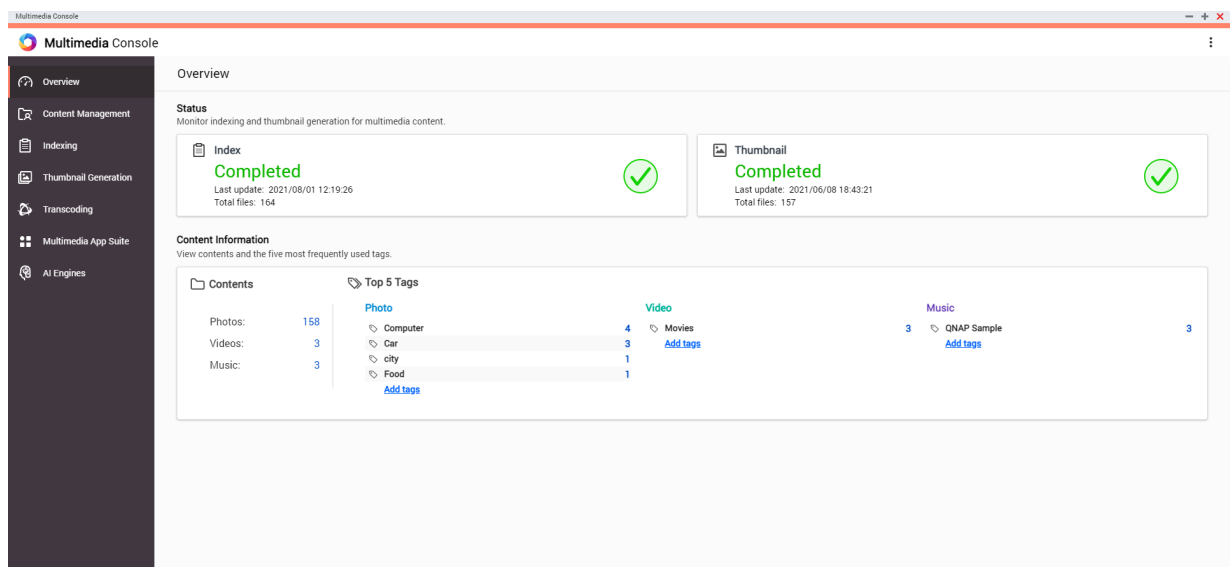 Multimedia Console
Multimedia Console
Overview
Content Management
Indexing
Thumbnail Generation
Transcoding
Multimedia App Suite
AI Engines
Overview
Status
Monitor indexing and thumbnail generation for multimedia content.
Index
Completed
Last update: 2021/08/01 12:19:26
Total files: 164
Thumbnail
Completed
Last update: 2021/06/08 18:43:21
Total files: 157
Content Information
View contents and the five most frequently used tags.
Contents
Photos: 158
Videos: 3
Music: 3
Top 5 Tags
Photo
Computer 4
Car 3
city 1
Food 1
Add tags
Video
Movies 3
Add tags
Music
QNAP Sample 3
Add tags